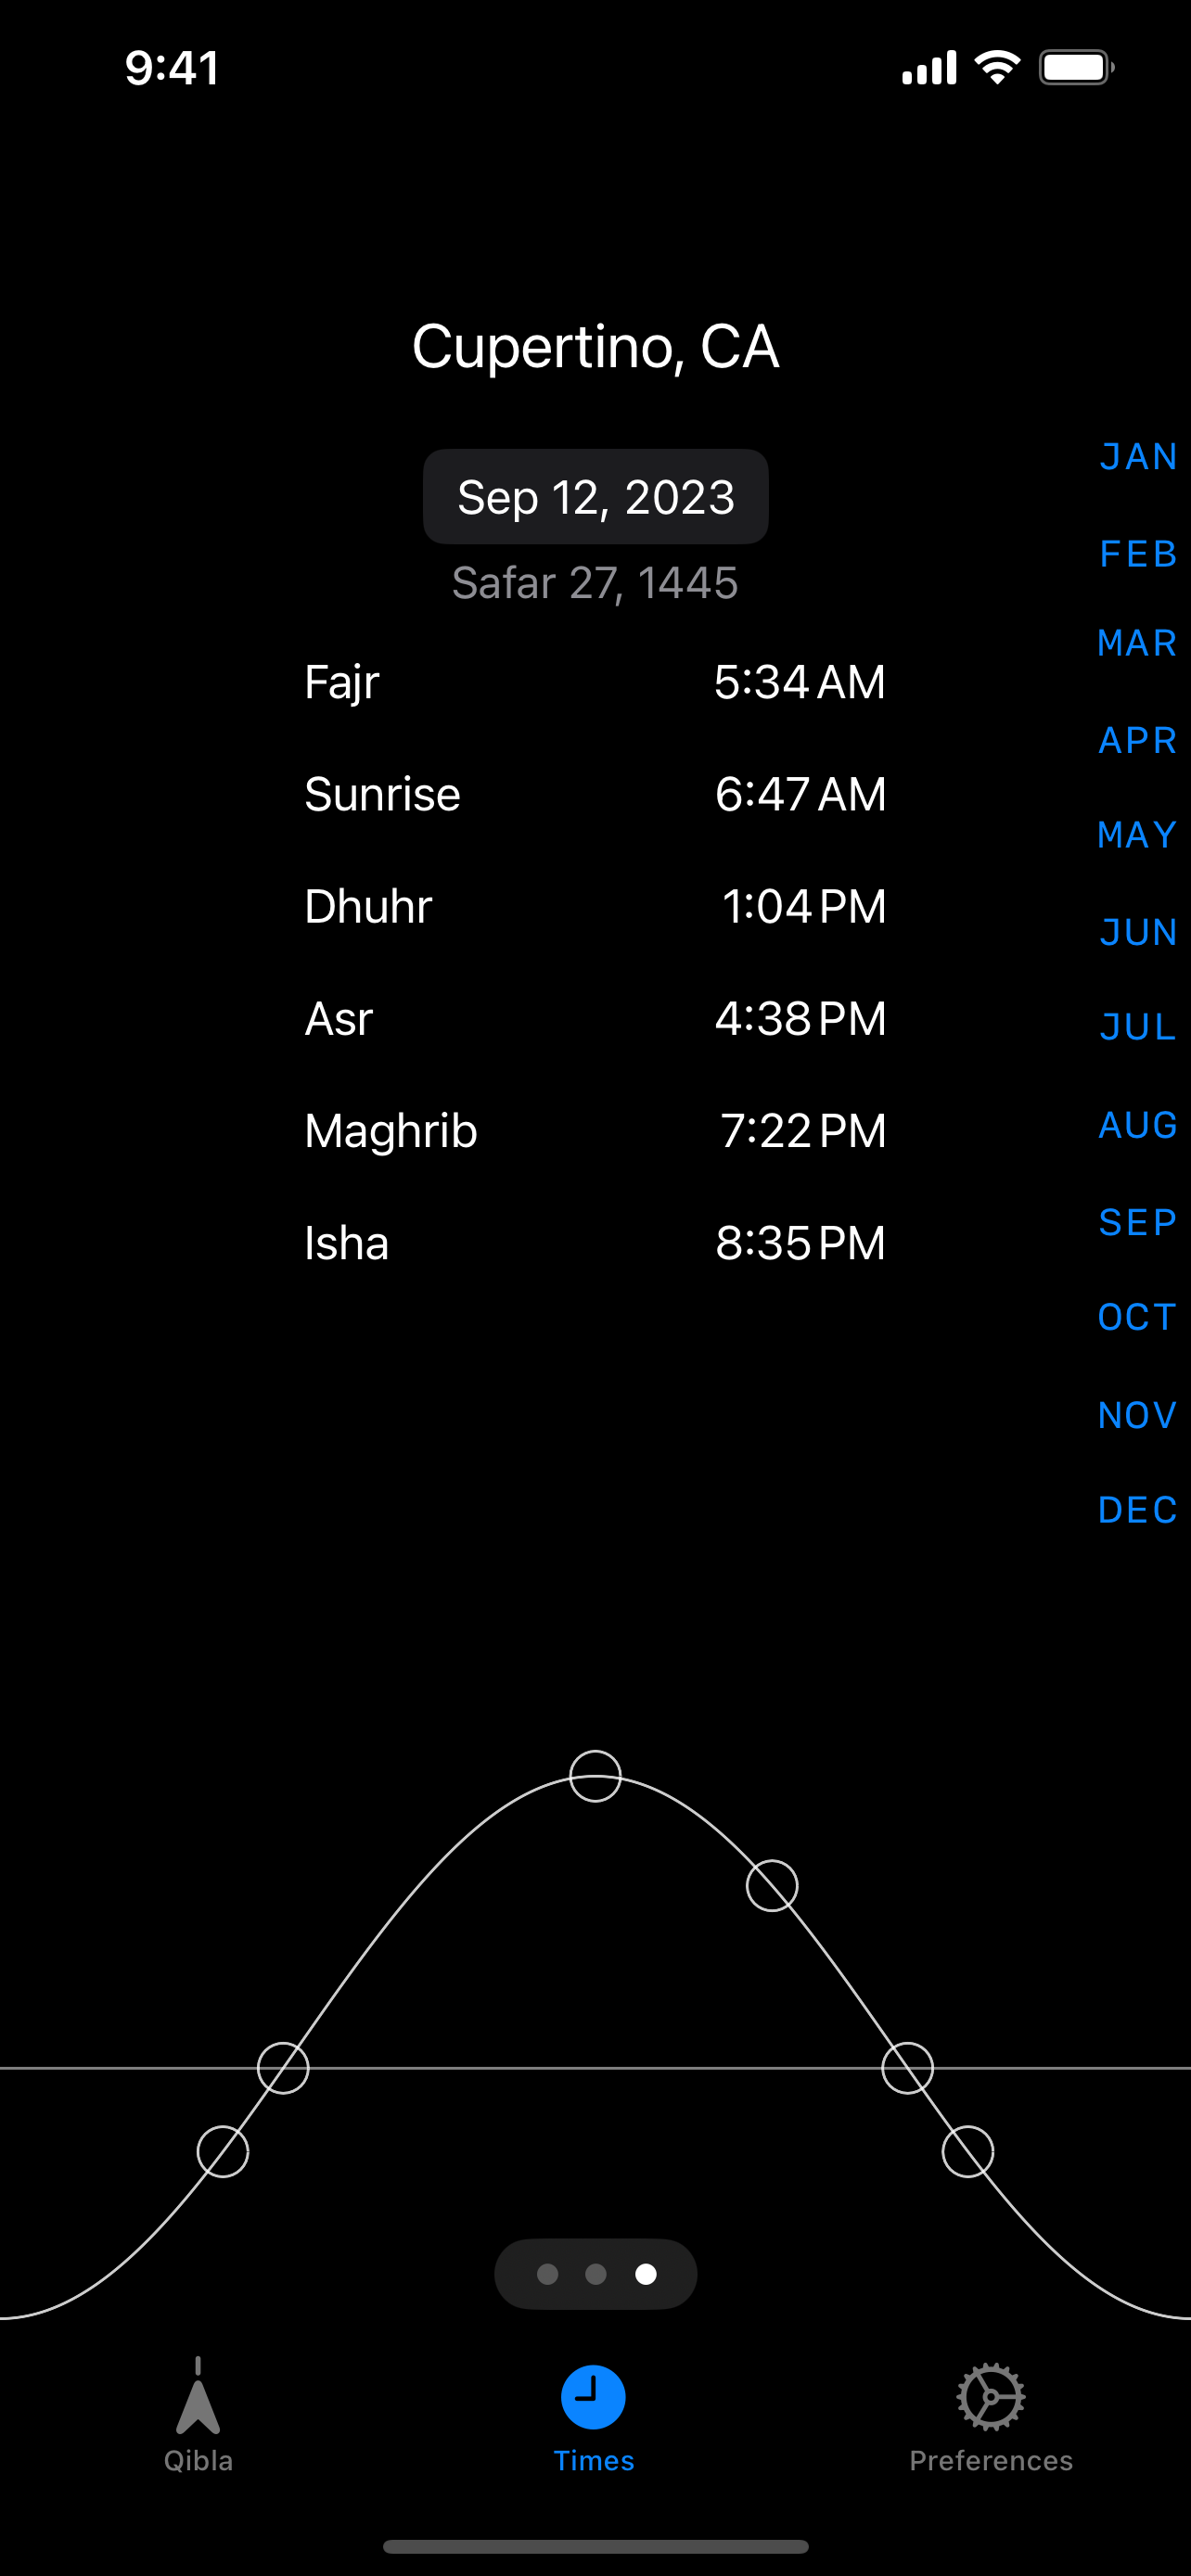 9:41
Cupertino, CA
Sep 12, 2023
Safar 27, 1445
Fajr 5:34 AM
Sunrise 6:47 AM
Dhuhr 1:04 PM
Asr 4:38 PM
Maghrib 7:22 PM
Isha 8:35 PM
JAN
FEB
MAR
APR
MAY
JUN
JUL
AUG
SEP
OCT
NOV
DEC
Qibla
Times
Preferences